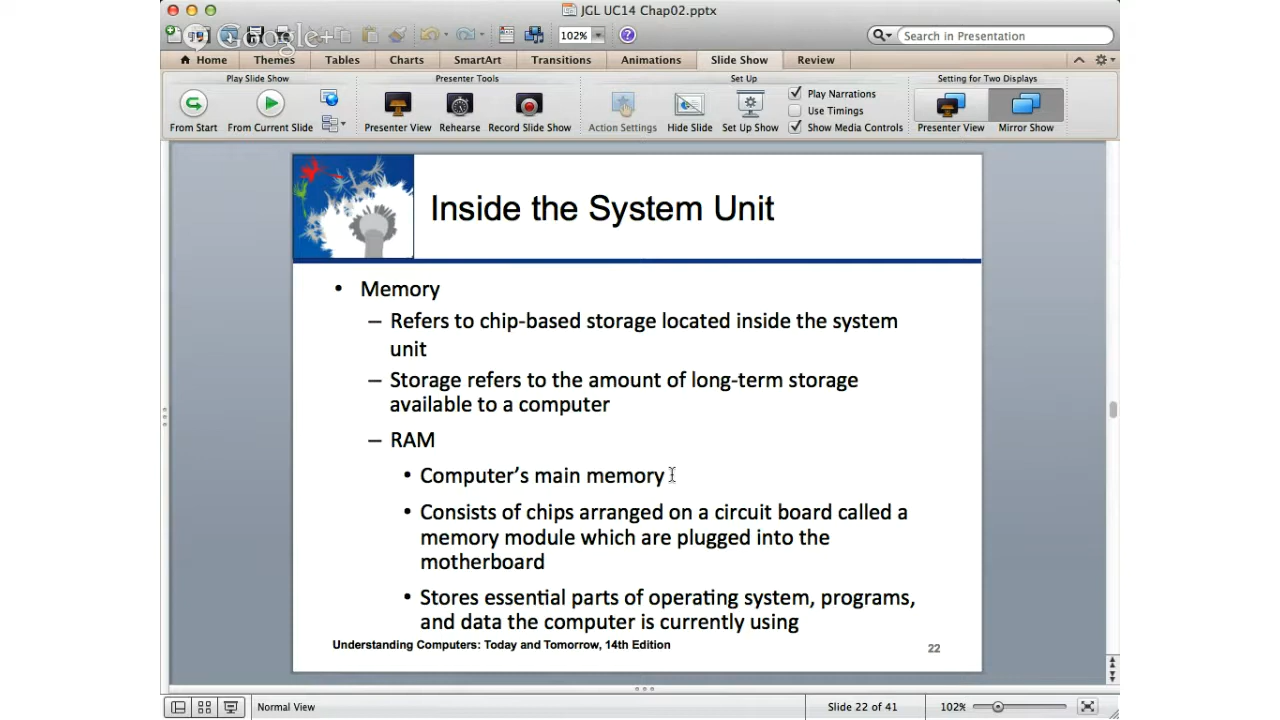 JGL UC14 Chap02.pptx
Google+
102%
Search in Presentation
Home Themes Tables Charts SmartArt Transitions Animations Slide Show Review
Play Slide Show Presenter Tools Set Up Setting for Two Displays
Play Narrations
Use Timings
From Start From Current Slide Presenter View Rehearse Record Slide Show Action Settings Hide Slide Set Up Show Show Media Controls Presenter View Mirror Show
Inside the System Unit
• Memory
– Refers to chip-based storage located inside the system
unit
– Storage refers to the amount of long-term storage
available to a computer
– RAM
• Computer’s main memory
• Consists of chips arranged on a circuit board called a
memory module which are plugged into the
motherboard
• Stores essential parts of operating system, programs,
and data the computer is currently using
Understanding Computers: Today and Tomorrow, 14th Edition
22
Normal View Slide 22 of 41 102%